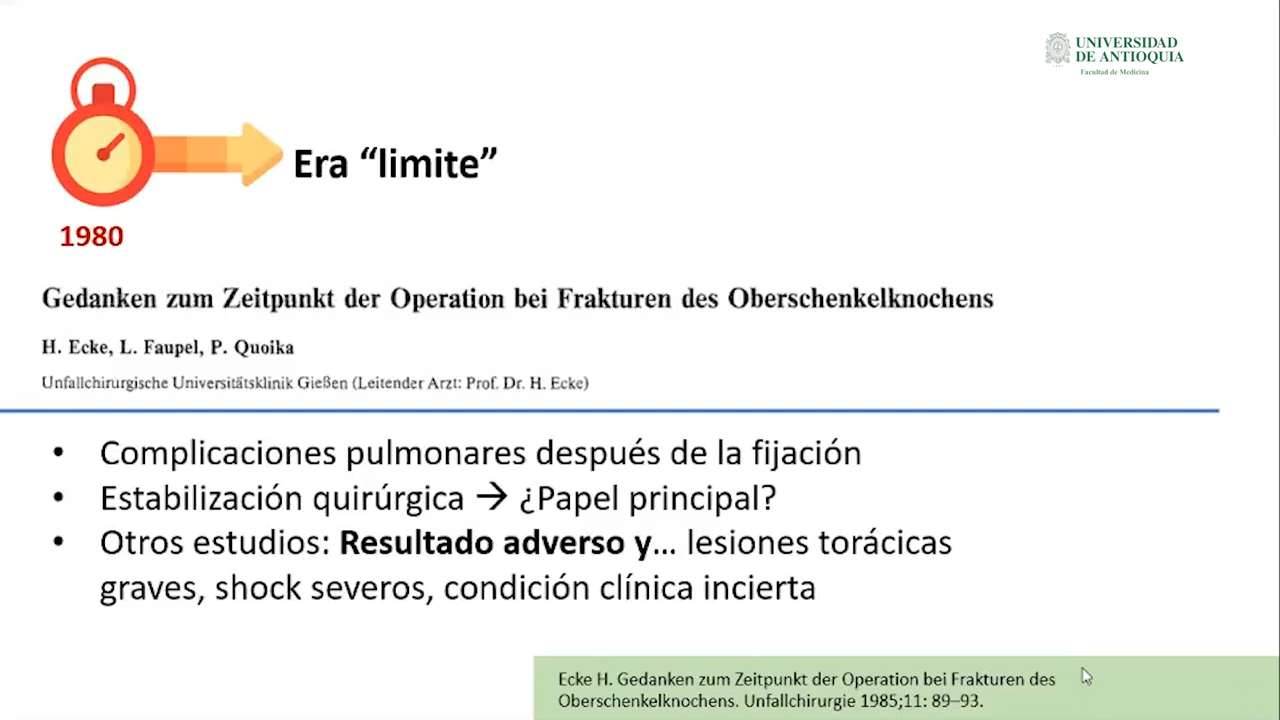 UNIVERSIDAD
DE ANTIOQUIA
Facultad de Medicina
Era “limite”
1980
Gedanken zum Zeitpunkt der Operation bei Frakturen des Oberschenkelknochens
H. Ecke, L. Faupel, P. Quoika
Unfallchirurgische Universitätsklinik Gießen (Leitender Arzt: Prof. Dr. H. Ecke)
• Complicaciones pulmonares después de la fijación
• Estabilización quirúrgica → ¿Papel principal?
• Otros estudios: Resultado adverso y... lesiones torácicas
graves, shock severos, condición clínica incierta
Ecke H. Gedanken zum Zeitpunkt der Operation bei Frakturen des
Oberschenkelknochens. Unfallchirurgie 1985;11: 89–93.